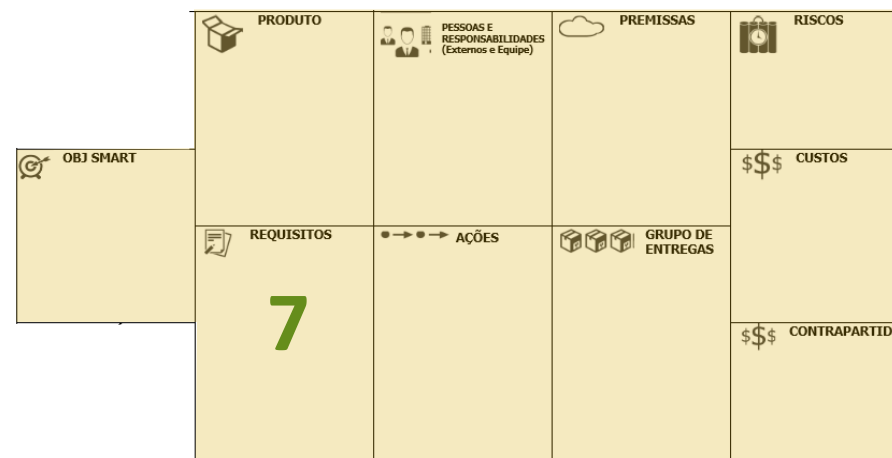 PRODUTO
PESSOAS E
RESPONSABILIDADES
(Externos e Equipe)
PREMISSAS
RISCOS
OBJ SMART
$$$ CUSTOS
REQUISITOS
AÇÕES
GRUPO DE
ENTREGAS
7
$$$ CONTRAPARTID